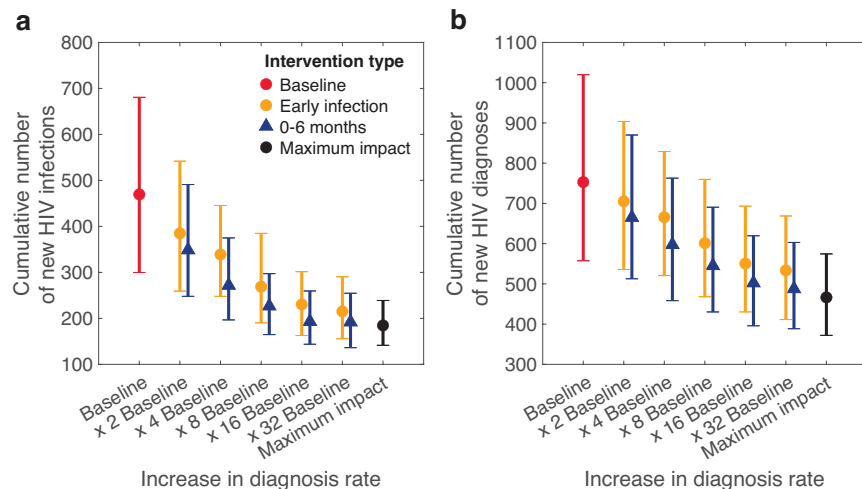 a
800
700
600
500
400
300
200
100
Cumulative number
of new HIV infections
Intervention type
Baseline
Early infection
0-6 months
Maximum impact
Baseline
x 2 Baseline
x 4 Baseline
x 8 Baseline
x 16 Baseline
x 32 Baseline
Maximum impact
Increase in diagnosis rate
b
1100
1000
900
800
700
600
500
400
300
Cumulative number
of new HIV diagnoses
Baseline
x 2 Baseline
x 4 Baseline
x 8 Baseline
x 16 Baseline
x 32 Baseline
Maximum impact
Increase in diagnosis rate